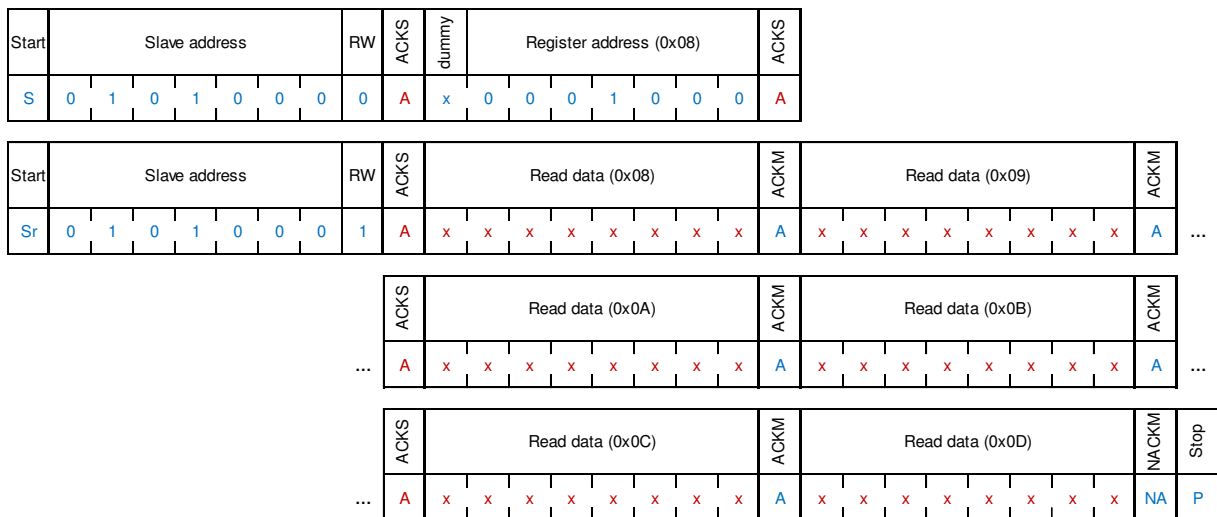 Start Slave address RW ACKS dummy Register address (0x08) ACKS
S 0 1 0 1 0 0 0 0 A x 0 0 0 1 0 0 0 A
Start Slave address RW ACKS Read data (0x08) ACKM Read data (0x09) ACKM
Sr 0 1 0 1 0 0 0 1 A x x x x x x x x A x x x x x x x x A ...
ACKS Read data (0x0A) ACKM Read data (0x0B) ACKM
... A x x x x x x x x A x x x x x x x x A ...
ACKS Read data (0x0C) ACKM Read data (0x0D) NACKM Stop
... A x x x x x x x x A x x x x x x x x NA P